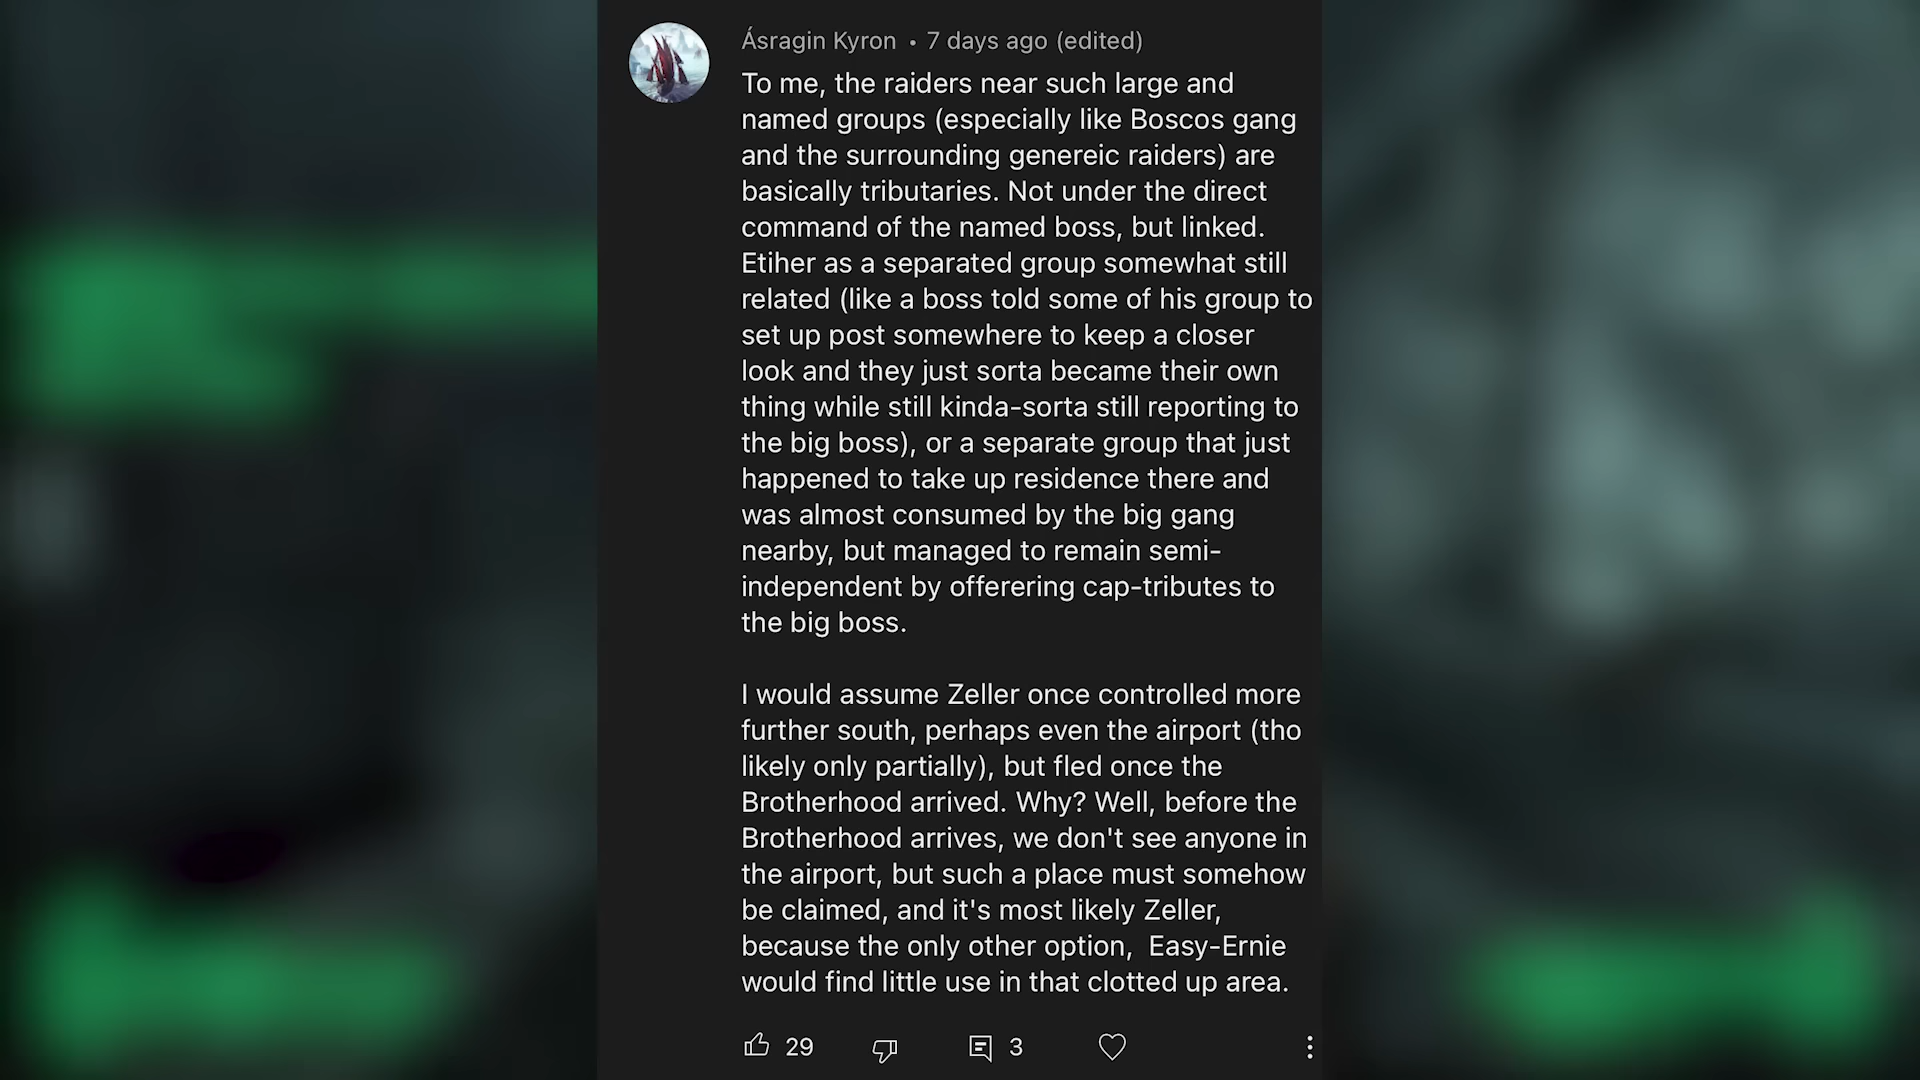 Ásragin Kyron • 7 days ago (edited)
To me, the raiders near such large and
named groups (especially like Boscos gang
and the surrounding genereic raiders) are
basically tributaries. Not under the direct
command of the named boss, but linked.
Etiher as a separated group somewhat still
related (like a boss told some of his group to
set up post somewhere to keep a closer
look and they just sorta became their own
thing while still kinda-sorta still reporting to
the big boss), or a separate group that just
happened to take up residence there and
was almost consumed by the big gang
nearby, but managed to remain semi-
independent by offerering cap-tributes to
the big boss.
I would assume Zeller once controlled more
further south, perhaps even the airport (tho
likely only partially), but fled once the
Brotherhood arrived. Why? Well, before the
Brotherhood arrives, we don't see anyone in
the airport, but such a place must somehow
be claimed, and it's most likely Zeller,
because the only other option,  Easy-Ernie
would find little use in that clotted up area.
29 3